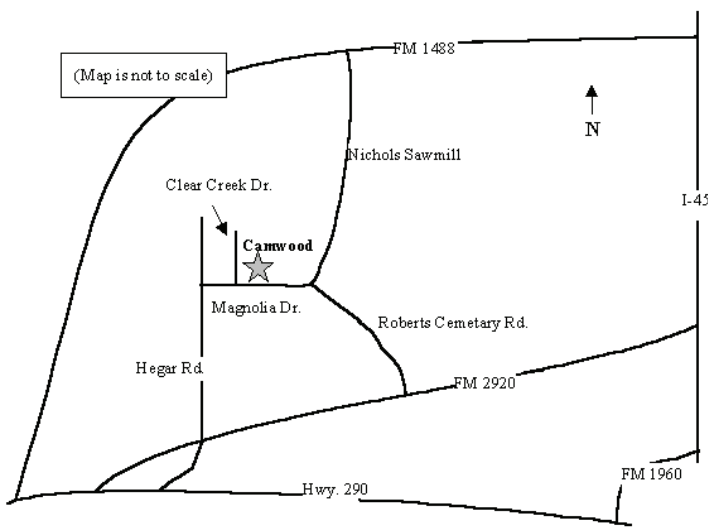 FM 1488
(Map is not to scale)
N
Nichols Sawmill
Clear Creek Dr.
I-45
Camwood
Magnolia Dr.
Roberts Cemetary Rd.
Hegar Rd
FM 2920
FM 1960
Hwy. 290